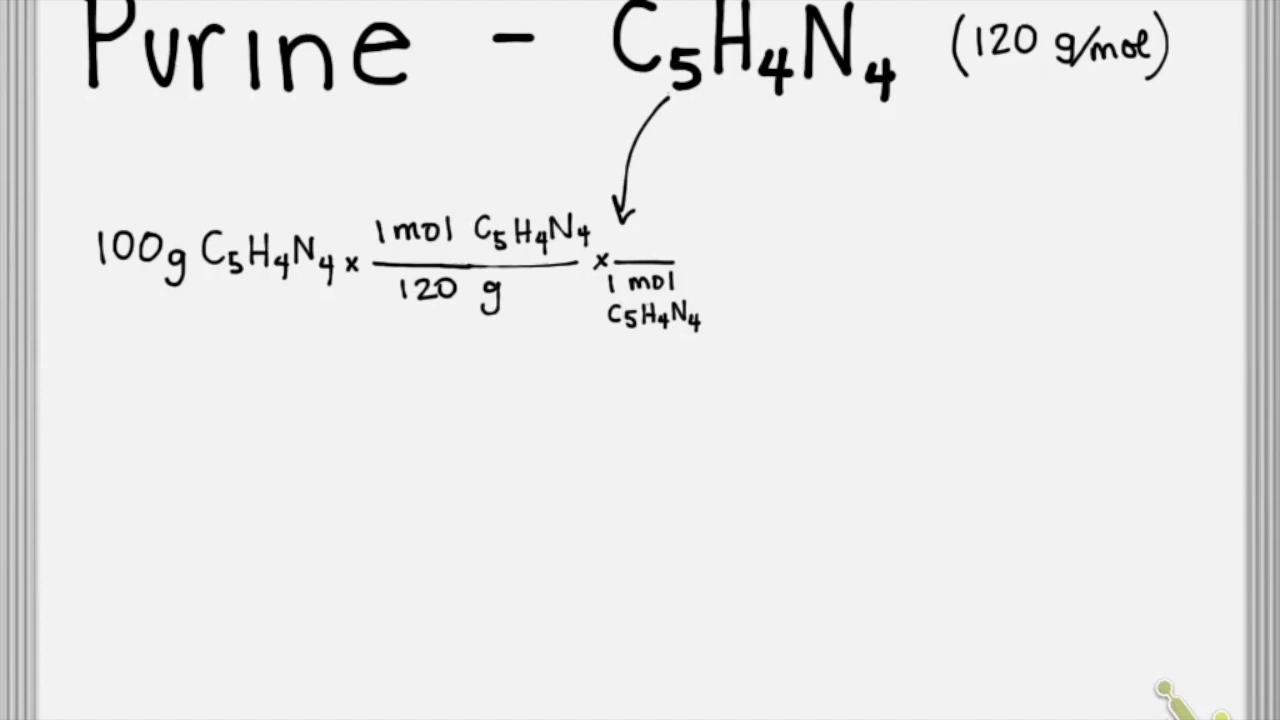 Purine - C₅H₄N₄ (120 g/mol)
100g C₅H₄N₄ x 1 mol C₅H₄N₄ x
120 g 1 mol
C₅H₄N₄